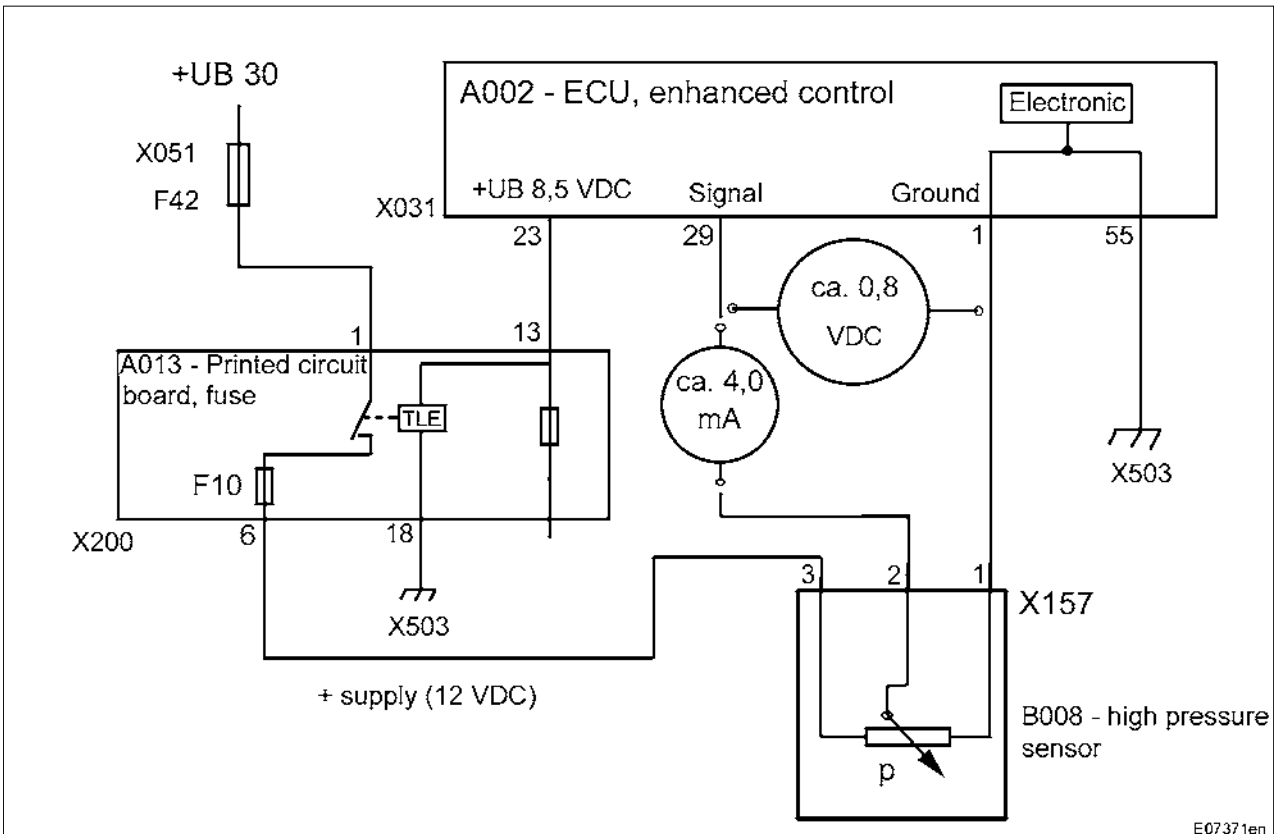 +UB 30
A002 - ECU, enhanced control
Electronic
X051
F42
+UB 8,5 VDC
Signal
Ground
X031
23
29
1
55
ca. 0,8
VDC
1
13
A013 - Printed circuit
board, fuse
TLE
ca. 4,0
mA
X503
F10
X200
6
18
3
2
1
X157
X503
+ supply (12 VDC)
B008 - high pressure
sensor
p
E07371en